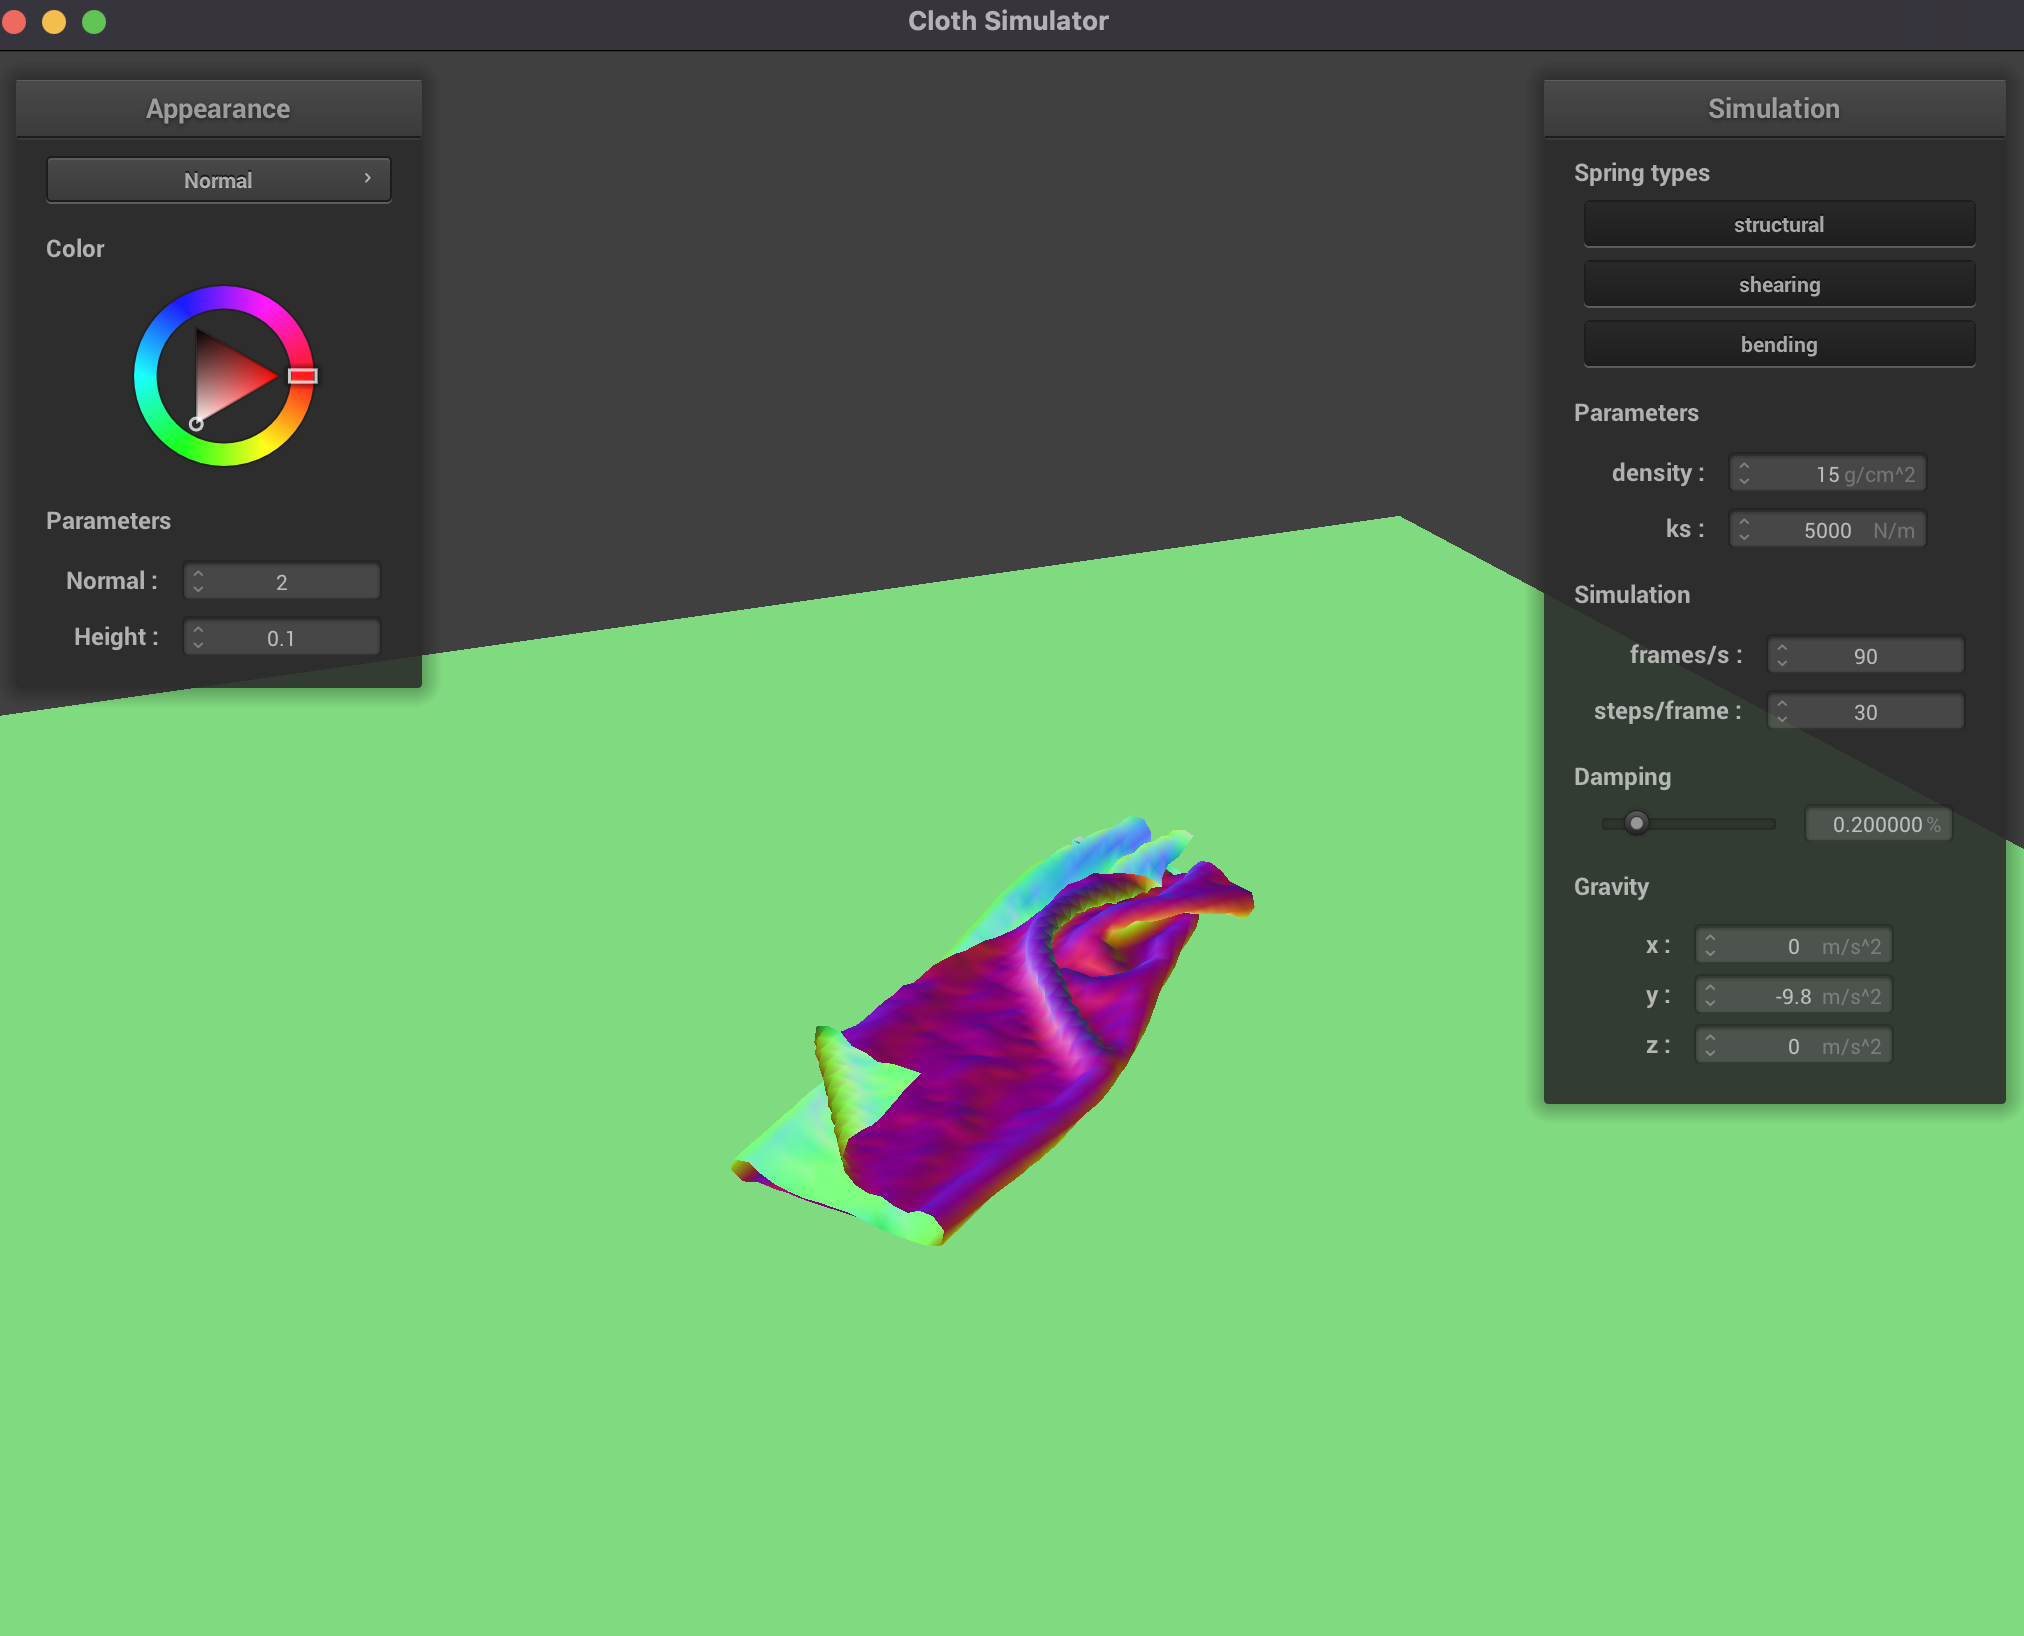 Cloth Simulator
Appearance
Normal
Color
Parameters
Normal : 2
Height : 0.1
Simulation
Spring types
structural
shearing
bending
Parameters
density : 15 g/cm^2
ks : 5000 N/m
Simulation
frames/s : 90
steps/frame : 30
Damping
0.200000 %
Gravity
x : 0 m/s^2
y : -9.8 m/s^2
z : 0 m/s^2